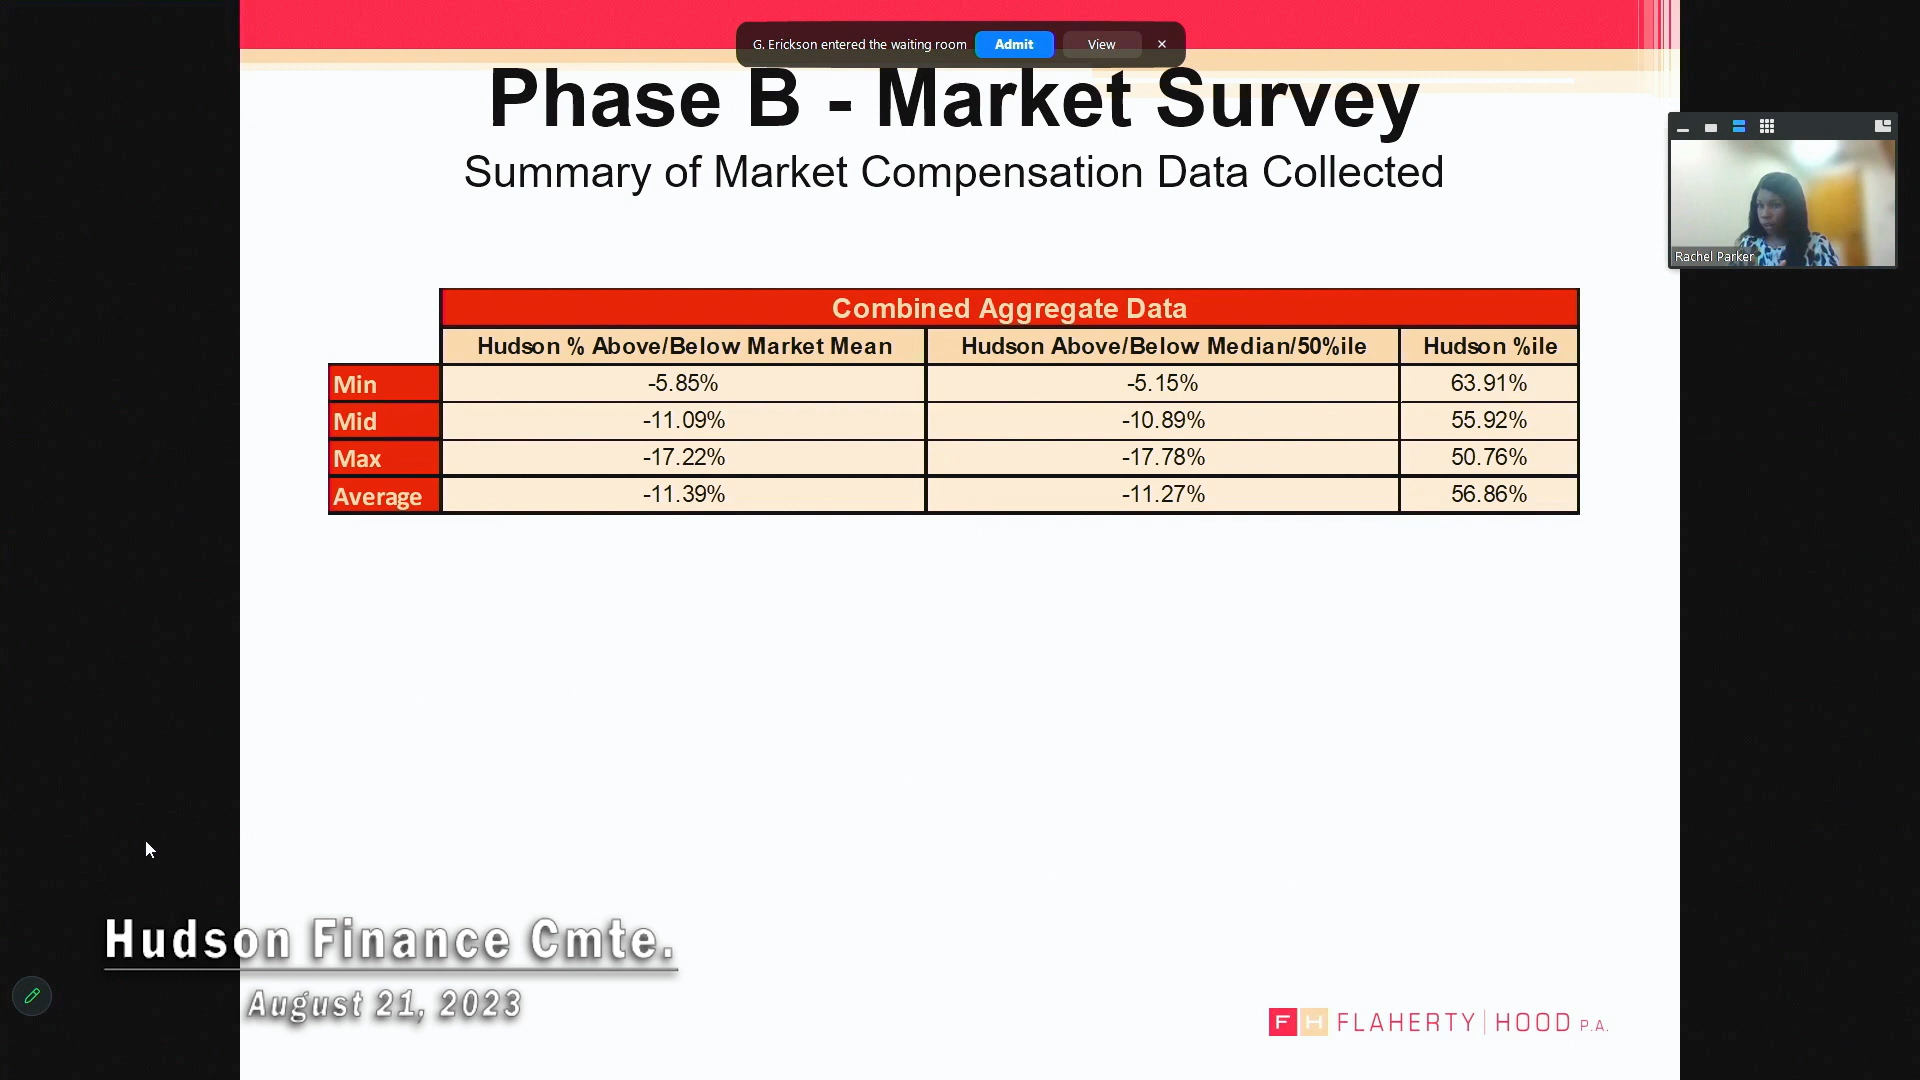 G. Erickson entered the waiting room Admit View ×
Phase B - Market Survey
Summary of Market Compensation Data Collected
Rachel Parker
Combined Aggregate Data
Hudson % Above/Below Market Mean Hudson Above/Below Median/50%ile Hudson %ile
Min -5.85% -5.15% 63.91%
Mid -11.09% -10.89% 55.92%
Max -17.22% -17.78% 50.76%
Average -11.39% -11.27% 56.86%
Hudson Finance Cmte.
August 21, 2023
FH FLAHERTY | HOOD P.A.